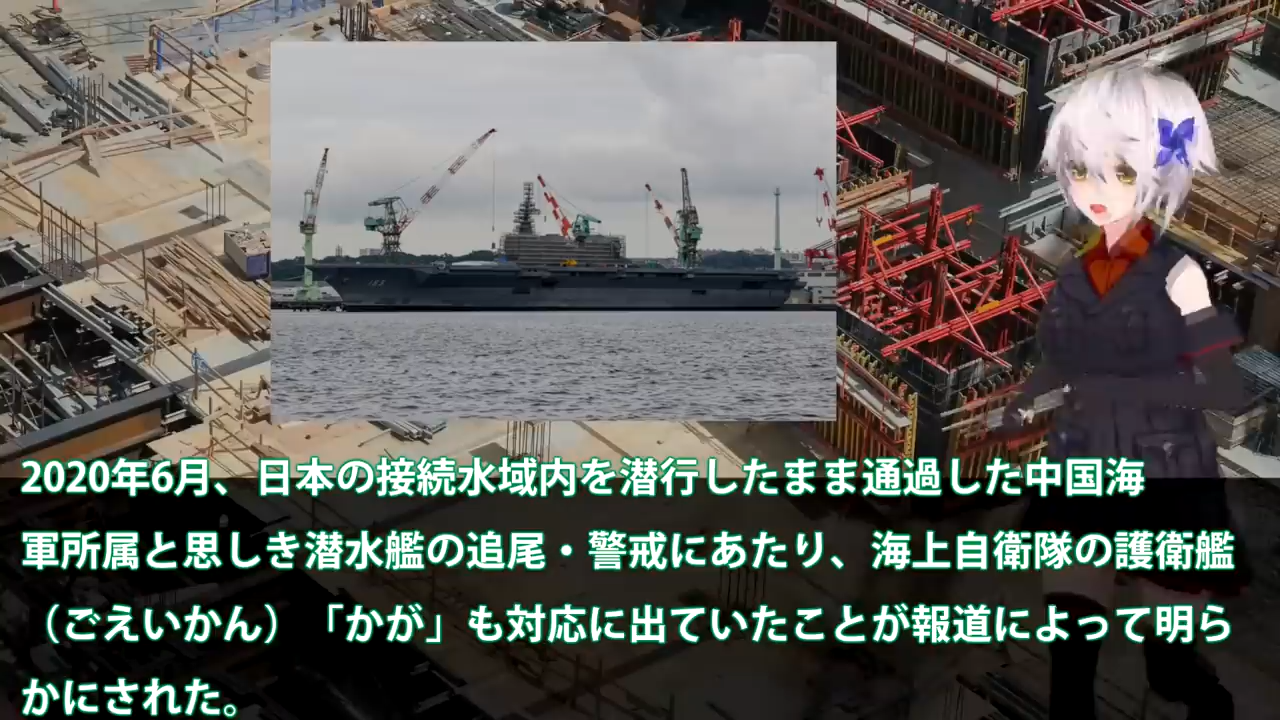 183
2020年6月、日本の接続水域内を潜行したまま通過した中国海
軍所属と思しき潜水艦の追尾・警戒にあたり、海上自衛隊の護衛艦
（ごえいかん）「かが」も対応に出ていたことが報道によって明ら
かにされた。